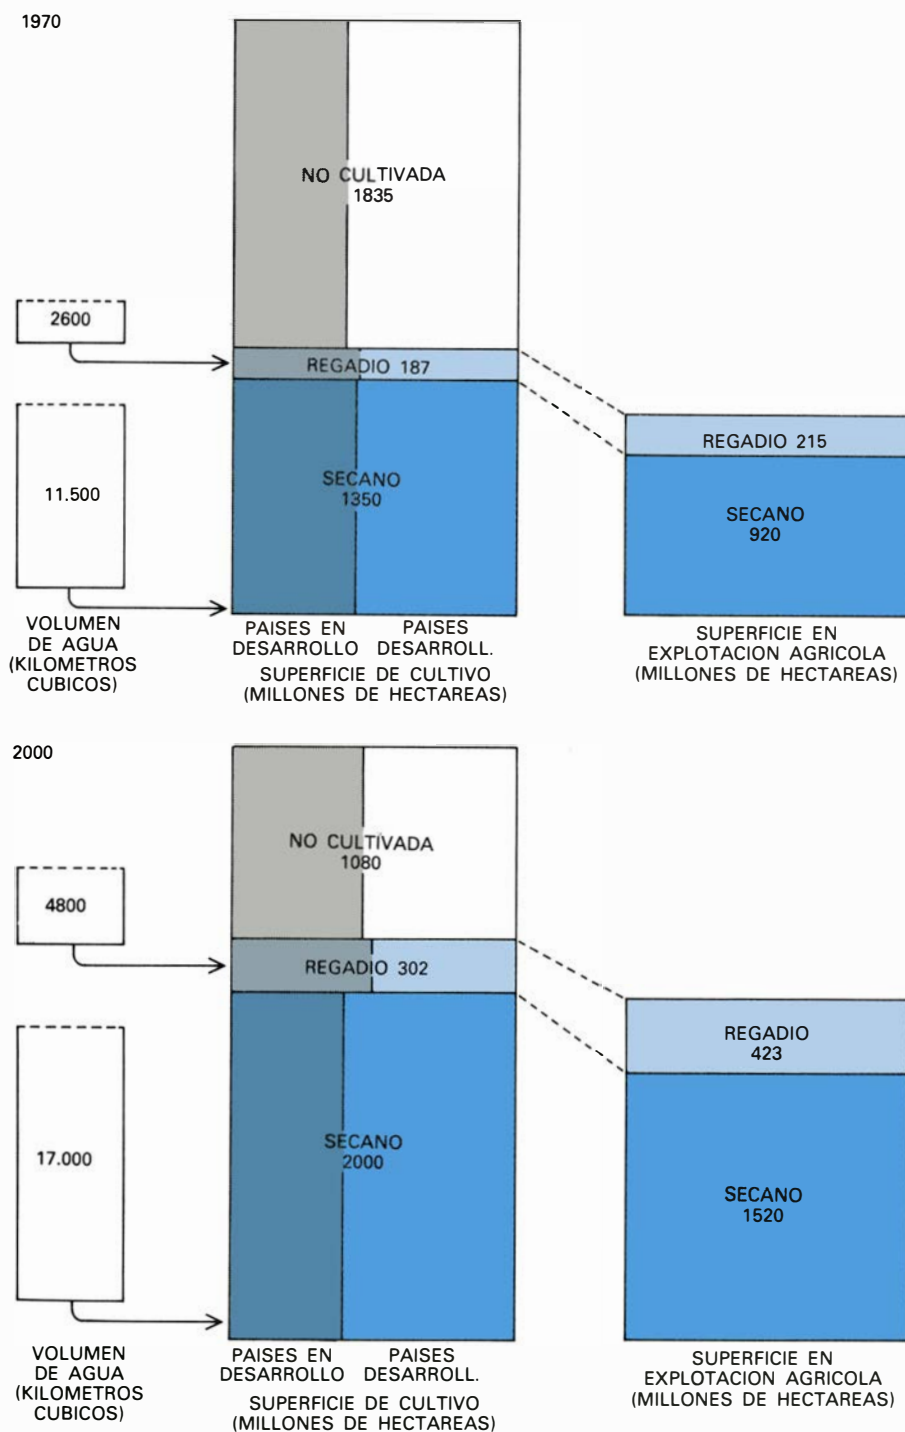 1970
NO CULTIVADA
1835
2600
REGADIO 187
REGADIO 215
11.500
SECANO
1350
SECANO
920
VOLUMEN
DE AGUA
(KILOMETROS
CUBICOS)
PAISES EN
DESARROLLO
PAISES
DESARROLL.
SUPERFICIE DE CULTIVO
(MILLONES DE HECTAREAS)
SUPERFICIE EN
EXPLOTACION AGRICOLA
(MILLONES DE HECTAREAS)
2000
NO CULTIVADA
1080
4800
REGADIO 302
REGADIO
423
17.000
SECANO
2000
SECANO
1520
VOLUMEN
DE AGUA
(KILOMETROS
CUBICOS)
PAISES EN
DESARROLLO
PAISES
DESARROLL.
SUPERFICIE DE CULTIVO
(MILLONES DE HECTAREAS)
SUPERFICIE EN
EXPLOTACION AGRICOLA
(MILLONES DE HECTAREAS)